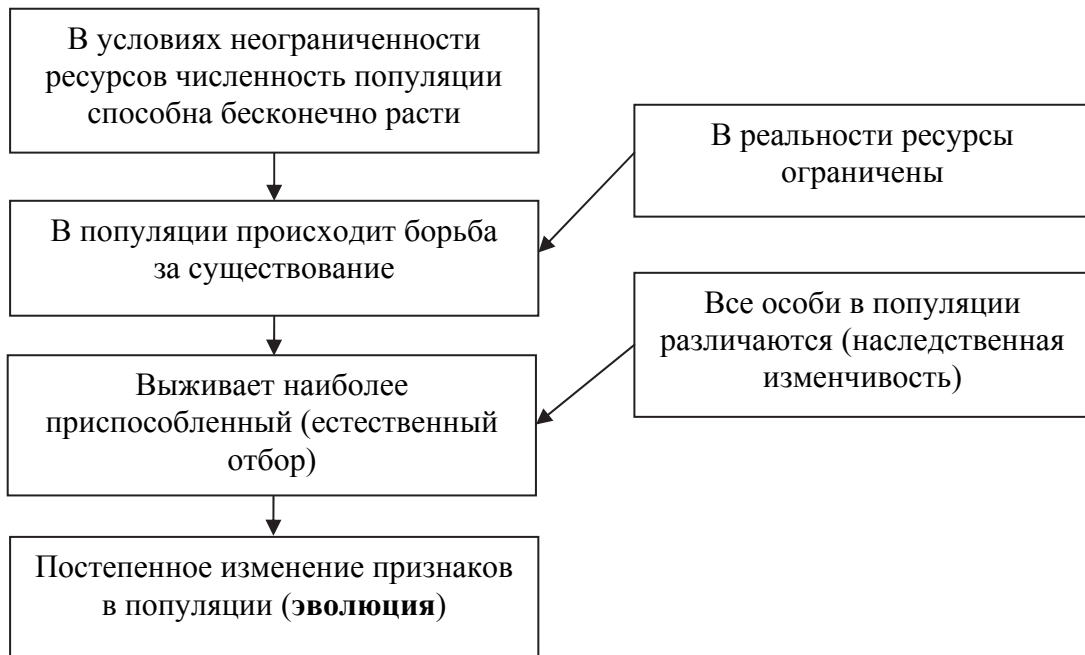 В условиях неограниченности
ресурсов численность популяции
способна бесконечно расти
В реальности ресурсы
ограничены
В популяции происходит борьба
за существование
Все особи в популяции
различаются (наследственная
изменчивость)
Выживает наиболее
приспособленный (естественный
отбор)
Постепенное изменение признаков
в популяции (эволюция)